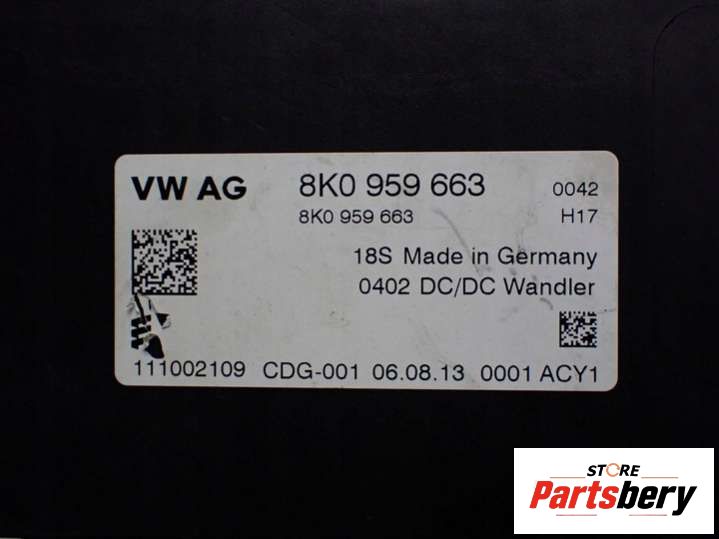 VW AG 8K0 959 663 0042
8K0 959 663 H17
18S Made in Germany
0402 DC/DC Wandler
111002109 CDG-001 06.08.13 0001 ACY1
STORE
Partsbery